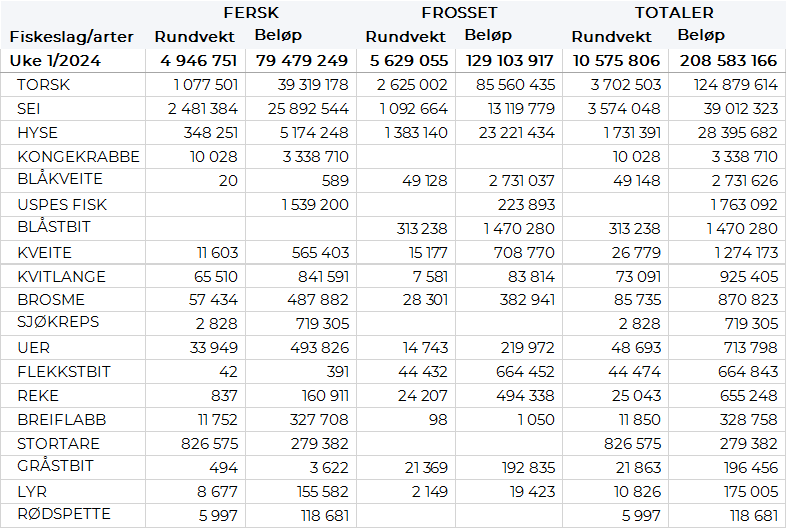 FERSK FROSSET TOTALER
Fiskeslag/arter Rundvekt Beløp Rundvekt Beløp Rundvekt Beløp
Uke 1/2024 4 946 751 79 479 249 5 629 055 129 103 917 10 575 806 208 583 166
TORSK 1 077 501 39 319 178 2 625 002 85 560 435 3 702 503 124 879 614
SEI 2 481 384 25 892 544 1 092 664 13 119 779 3 574 048 39 012 323
HYSE 348 251 5 174 248 1 383 140 23 221 434 1 731 391 28 395 682
KONGEKRABBE 10 028 3 338 710 10 028 3 338 710
BLÅKVEITE 20 589 49 128 2 731 037 49 148 2 731 626
USPES FISK 1 539 200 223 893 1 763 092
BLÅSTBIT 313 238 1 470 280 313 238 1 470 280
KVEITE 11 603 565 403 15 177 708 770 26 779 1 274 173
KVITLANGE 65 510 841 591 7 581 83 814 73 091 925 405
BROSME 57 434 487 882 28 301 382 941 85 735 870 823
SJØKREPS 2 828 719 305 2 828 719 305
UER 33 949 493 826 14 743 219 972 48 693 713 798
FLEKKSTBIT 42 391 44 432 664 452 44 474 664 843
REKE 837 160 911 24 207 494 338 25 043 655 248
BREIFLABB 11 752 327 708 98 1 050 11 850 328 758
STORTARE 826 575 279 382 826 575 279 382
GRÅSTBIT 494 3 622 21 369 192 835 21 863 196 456
LYR 8 677 155 582 2 149 19 423 10 826 175 005
RØDSPETTE 5 997 118 681 5 997 118 681